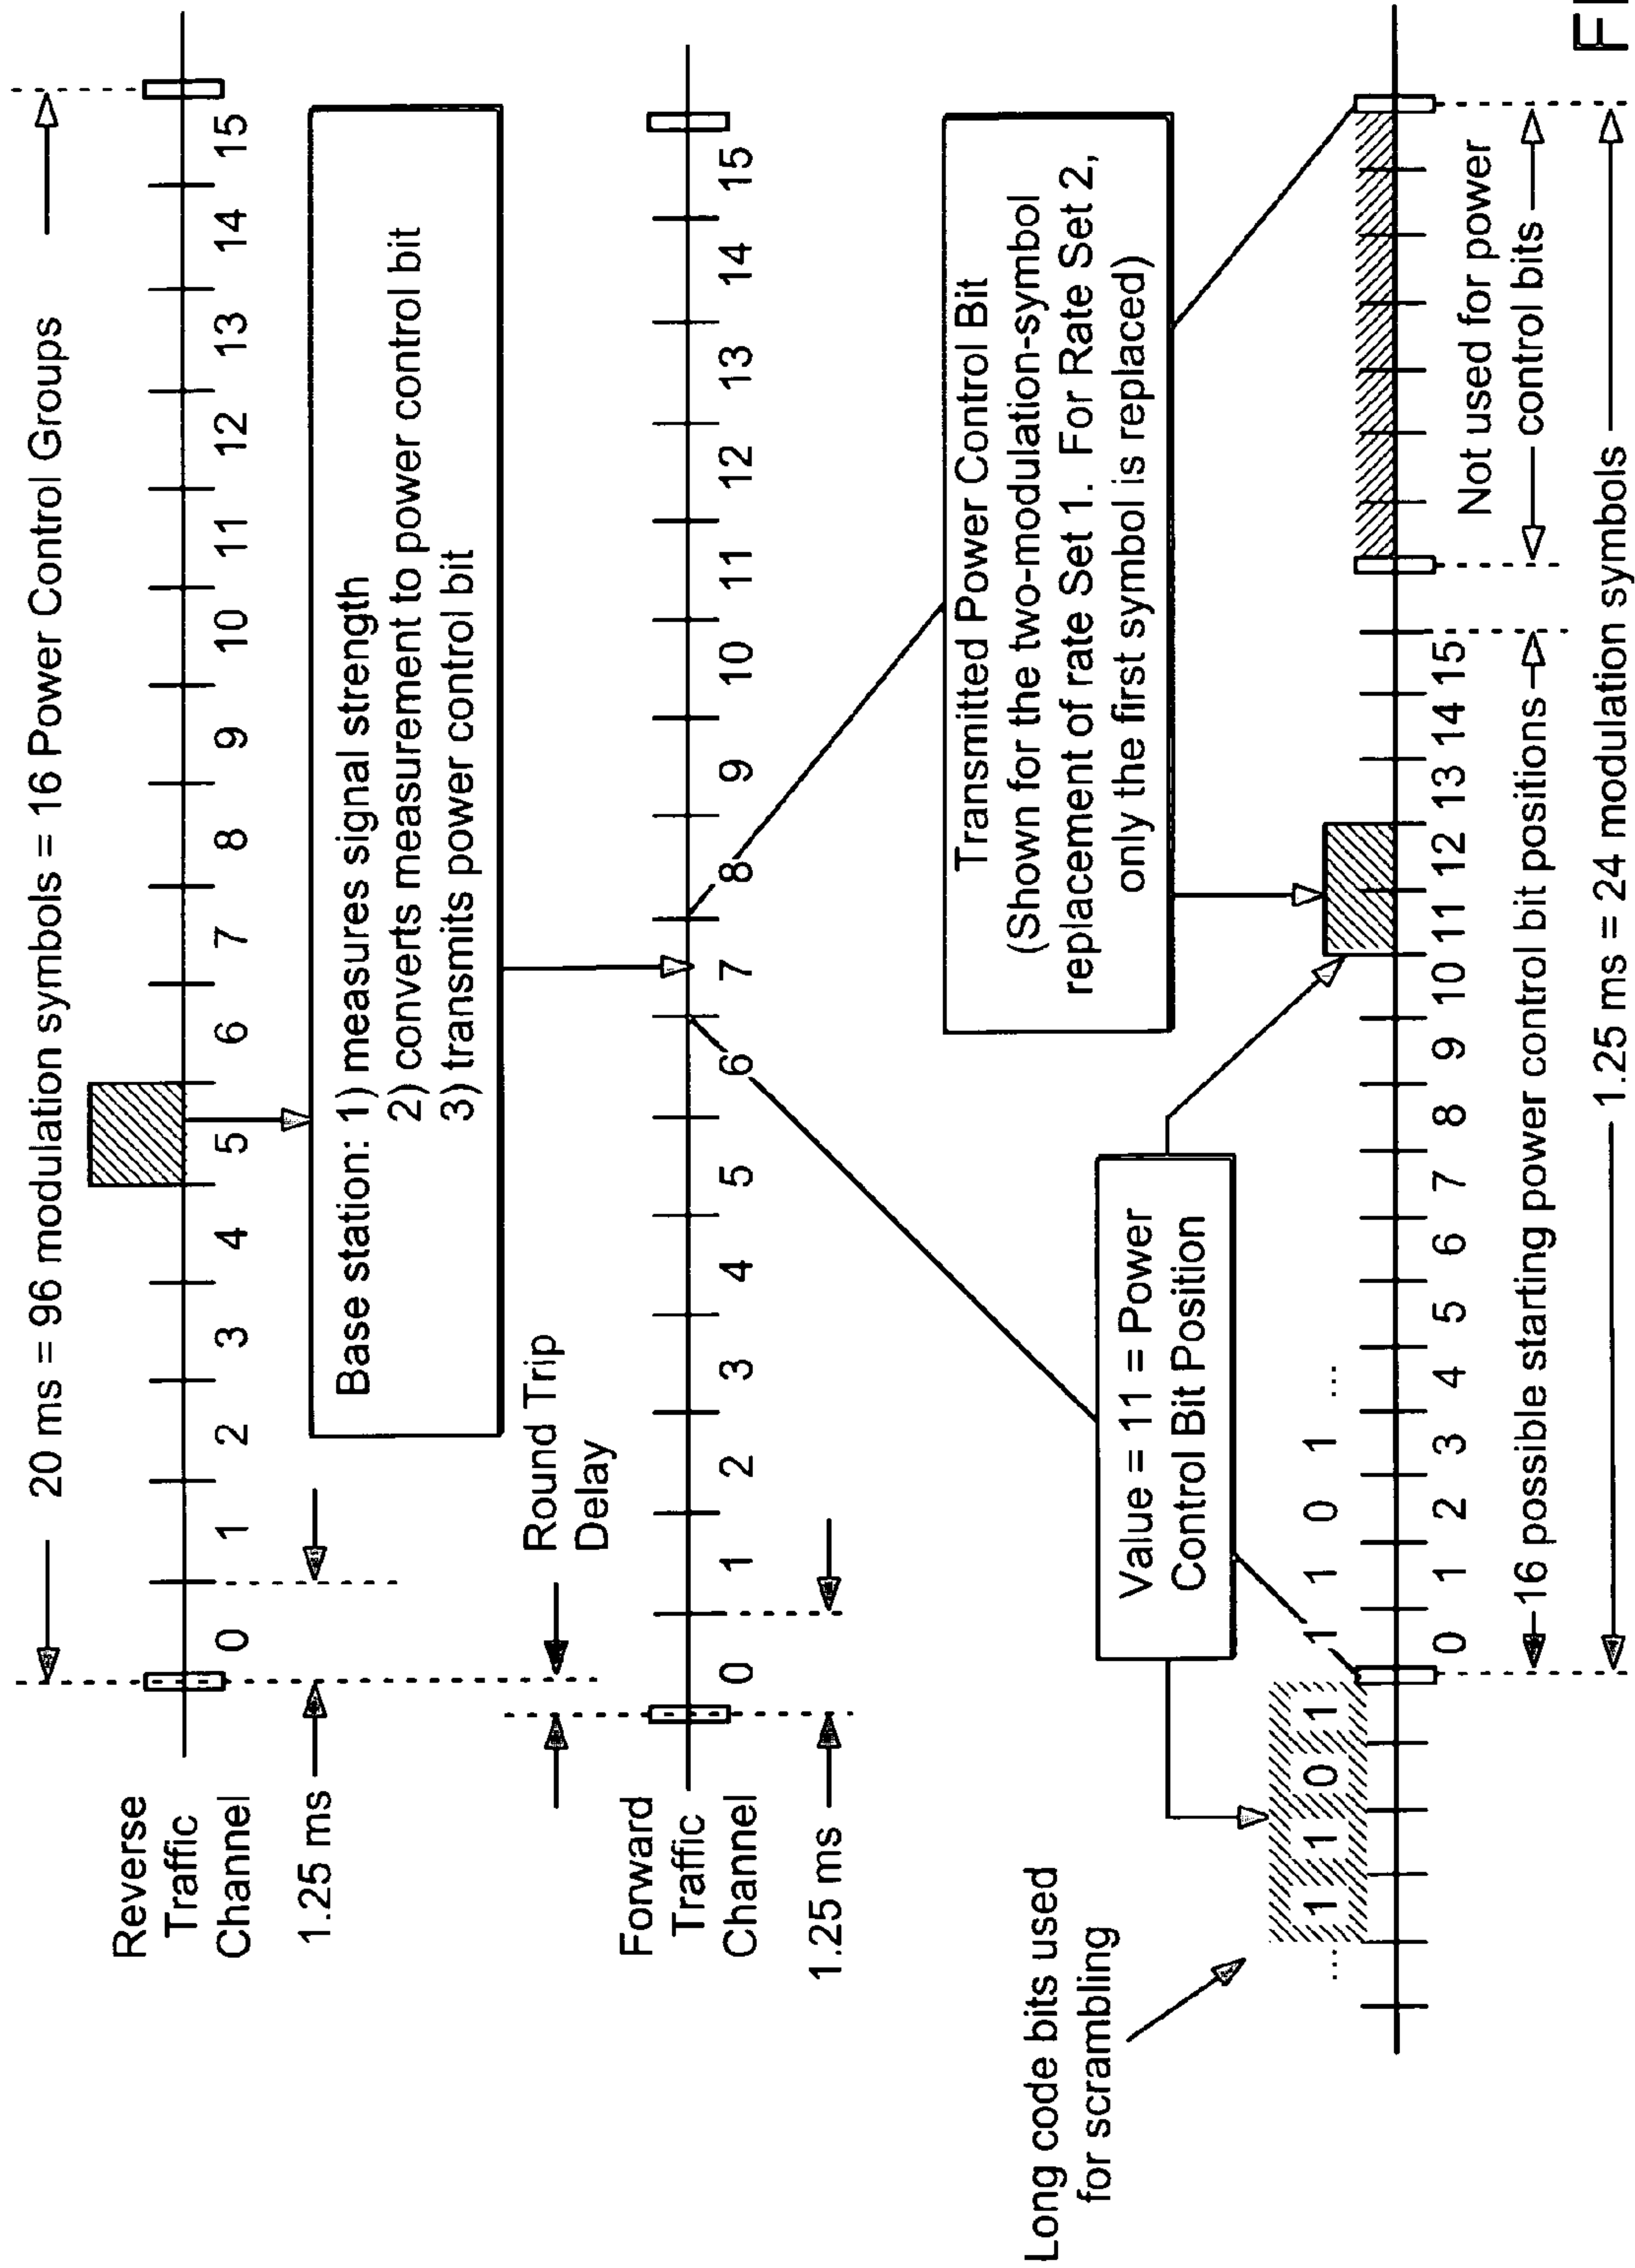 20 ms = 96 modulation symbols = 16 Power Control Groups
Reverse
Traffic
Channel
0 1 2 3 4 5 6 7 8 9 10 11 12 13 14 15
1.25 ms
Base station: 1) measures signal strength
2) converts measurement to power control bit
3) transmits power control bit
Round Trip
Delay
Forward
Traffic
Channel
0 1 2 3 4 5 6 7 8 9 10 11 12 13 14 15
1.25 ms
Transmitted Power Control Bit
(Shown for the two-modulation-symbol
replacement of rate Set 1. For Rate Set 2,
only the first symbol is replaced)
Value = 11 = Power
Control Bit Position
Long code bits used
for scrambling
... 1 1 0 1 1 1 0 1 ...
0 1 2 3 4 5 6 7 8 9 10 11 12 13 14 15
Not used for power
control bits
16 possible starting power control bit positions
1.25 ms = 24 modulation symbols